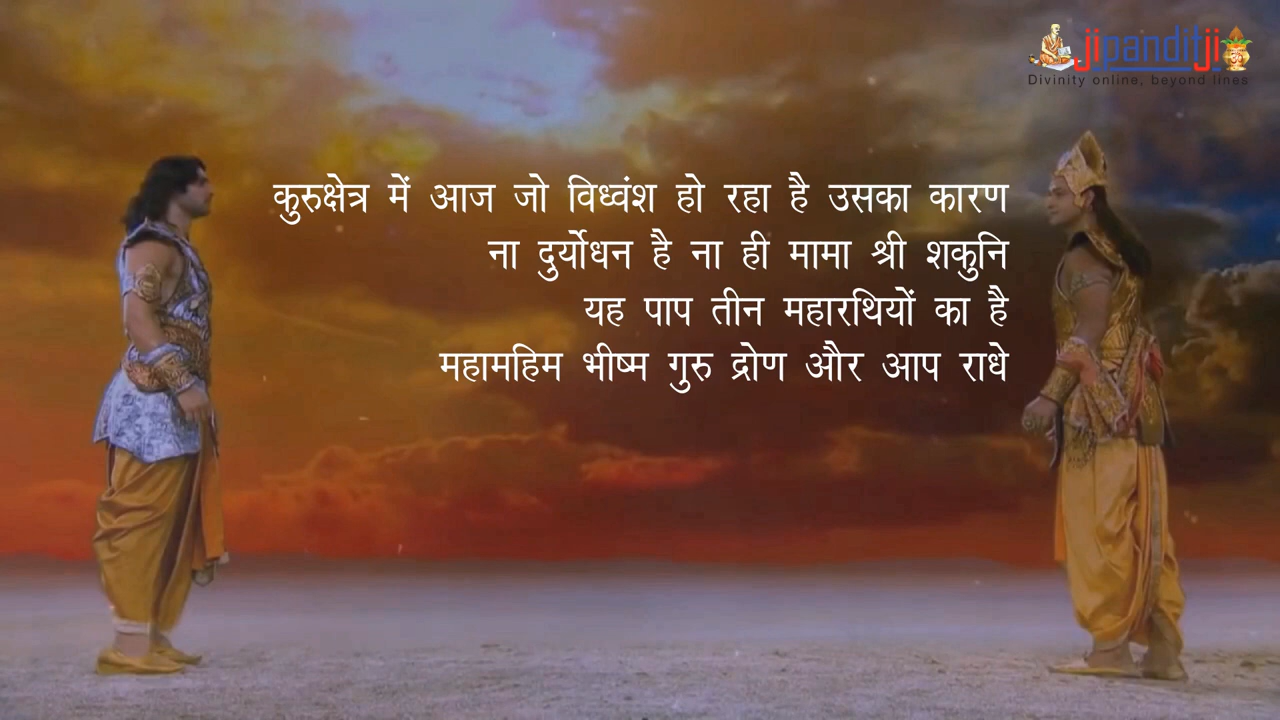 jipanditji
Divinity online, beyond lines
कुरुक्षेत्र में आज जो विध्वंश हो रहा है उसका कारण
ना दुर्योधन है ना ही मामा श्री शकुनि
यह पाप तीन महारथियों का है
महामहिम भीष्म गुरु द्रोण और आप राधे